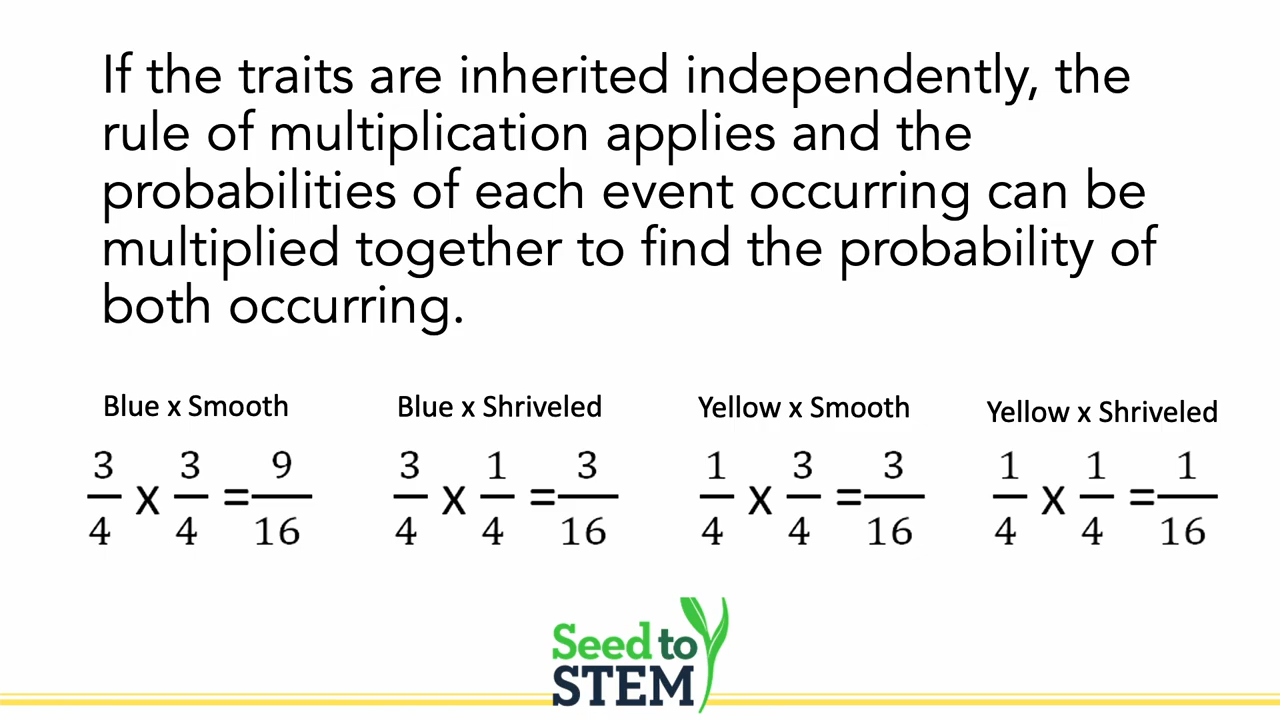 If the traits are inherited independently, the
rule of multiplication applies and the
probabilities of each event occurring can be
multiplied together to find the probability of
both occurring.
Blue x Smooth
3/4 x 3/4 = 9/16
Blue x Shriveled
3/4 x 1/4 = 3/16
Yellow x Smooth
1/4 x 3/4 = 3/16
Yellow x Shriveled
1/4 x 1/4 = 1/16
Seed to
STEM